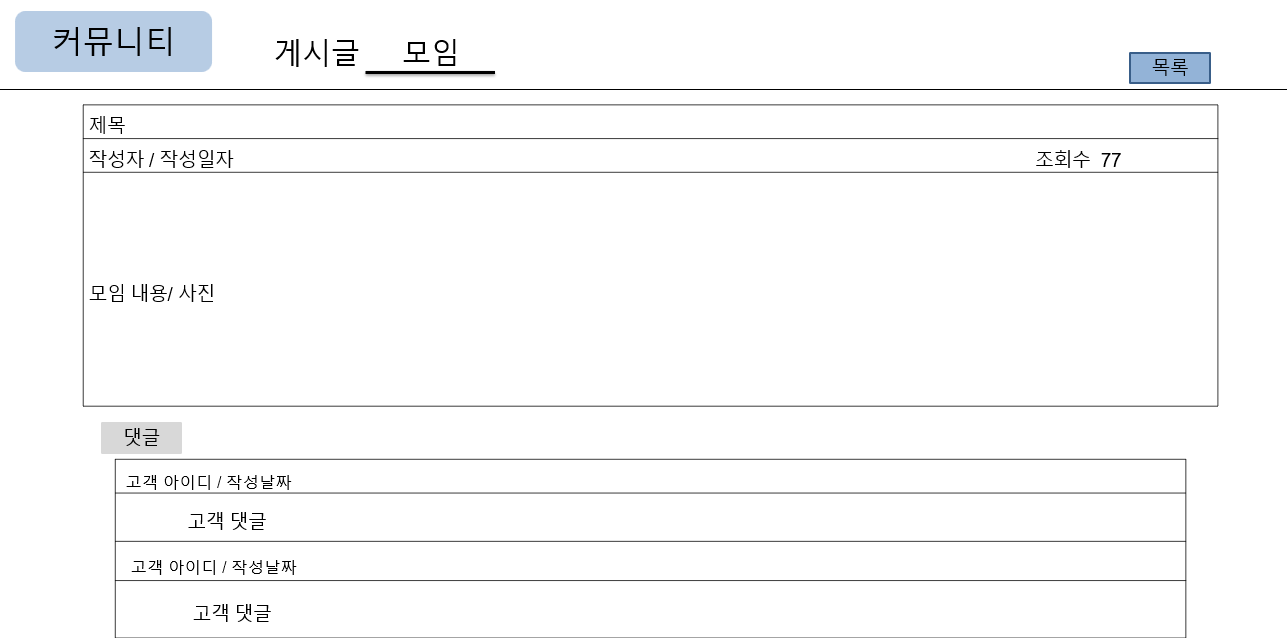 커뮤니티
게시글 모임
목록
제목
작성자 / 작성일자 조회수 77
모임 내용/ 사진
댓글
고객 아이디 / 작성날짜
고객 댓글
고객 아이디 / 작성날짜
고객 댓글